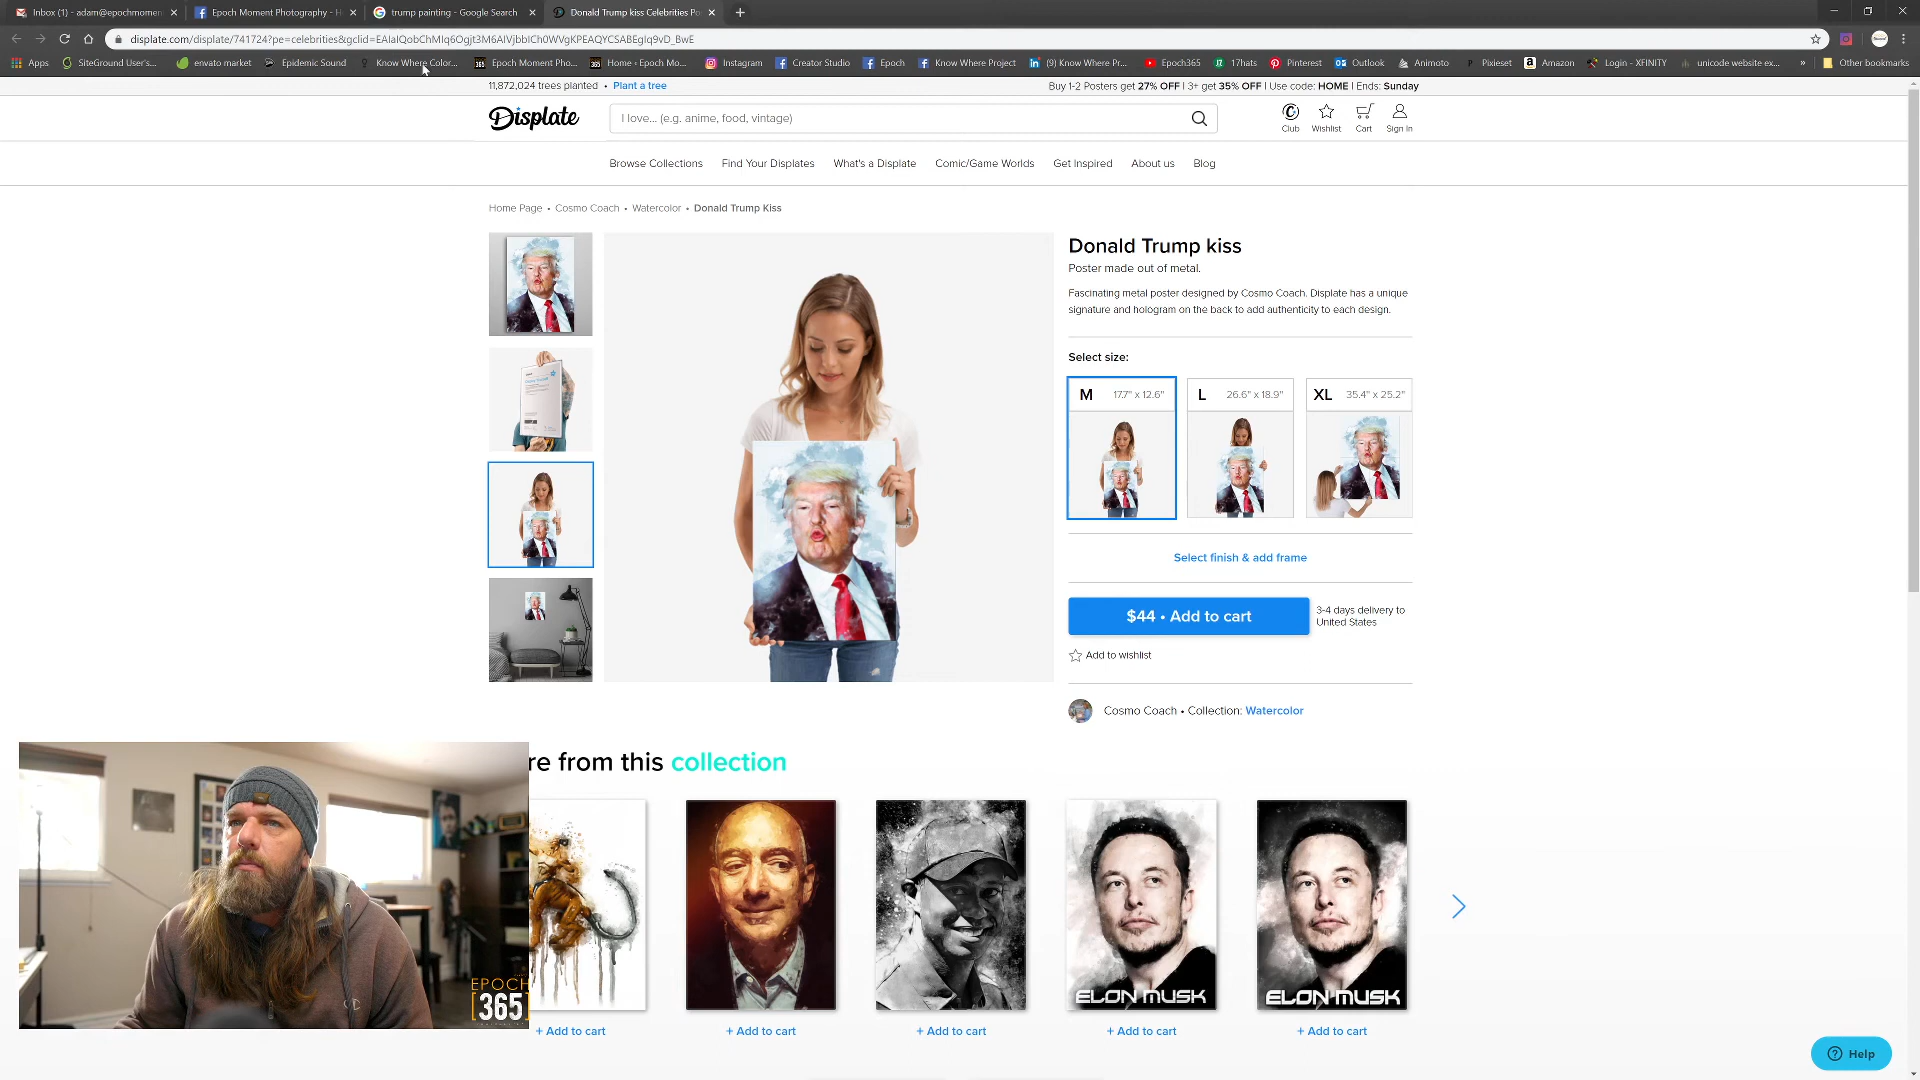 Inbox (1) - adam@epochmomen
Epoch Moment Photography - H
trump painting - Google Search
Donald Trump kiss Celebrities Po
displate.com/displate/741724?pe=celebrities&gclid=EAIaIQobChMIq6Ogjt3M6AIVjbbICh0WVgKPEAQYCSABEgIq9vD_BwE
Apps
SiteGround User's...
envato market
Epidemic Sound
Know Where Color...
Epoch Moment Pho...
Home ‹ Epoch Mo...
Instagram
Creator Studio
Epoch
Know Where Project
(9) Know Where Pr...
Epoch365
17hats
Pinterest
Outlook
Animoto
Pixieset
Amazon
Login - XFINITY
unicode website ex...
»
Other bookmarks
11,872,024 trees planted • Plant a tree
Buy 1-2 Posters get 27% OFF | 3+ get 35% OFF | Use code: HOME | Ends: Sunday
Displate
I love... (e.g. anime, food, vintage)
Club
Wishlist
Cart
Sign In
Browse Collections
Find Your Displates
What's a Displate
Comic/Game Worlds
Get Inspired
About us
Blog
Home Page • Cosmo Coach • Watercolor • Donald Trump Kiss
Donald Trump kiss
Poster made out of metal.
Fascinating metal poster designed by Cosmo Coach. Displate has a unique
signature and hologram on the back to add authenticity to each design.
Select size:
M 17.7" x 12.6"
L 26.6" x 18.9"
XL 35.4" x 25.2"
Select finish & add frame
$44 • Add to cart
3-4 days delivery to
United States
Add to wishlist
Cosmo Coach • Collection: Watercolor
re from this collection
ELON MUSK
ELON MUSK
EPOCH
[365]
+ Add to cart
+ Add to cart
+ Add to cart
+ Add to cart
+ Add to cart
Help